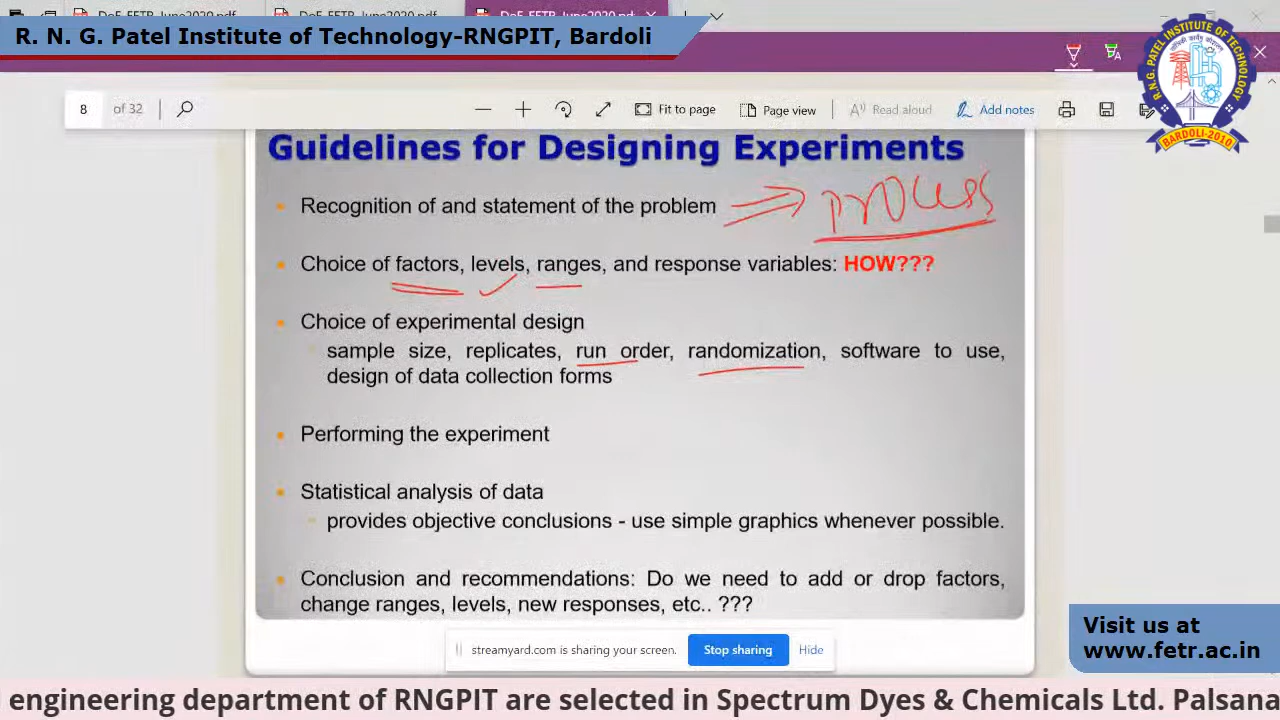 R. N. G. Patel Institute of Technology-RNGPIT, Bardoli
8 of 32
Fit to page
Page view
Read aloud
Add notes
R.N.G. PATEL INSTITUTE OF TECHNOLOGY
BARDOLI-2010
Guidelines for Designing Experiments
Recognition of and statement of the problem
Process
Choice of factors, levels, ranges, and response variables: HOW???
Choice of experimental design
sample size, replicates, run order, randomization, software to use,
design of data collection forms
Performing the experiment
Statistical analysis of data
provides objective conclusions - use simple graphics whenever possible.
Conclusion and recommendations: Do we need to add or drop factors,
change ranges, levels, new responses, etc.. ???
streamyard.com is sharing your screen.
Stop sharing
Hide
Visit us at
www.fetr.ac.in
engineering department of RNGPIT are selected in Spectrum Dyes & Chemicals Ltd. Palsana